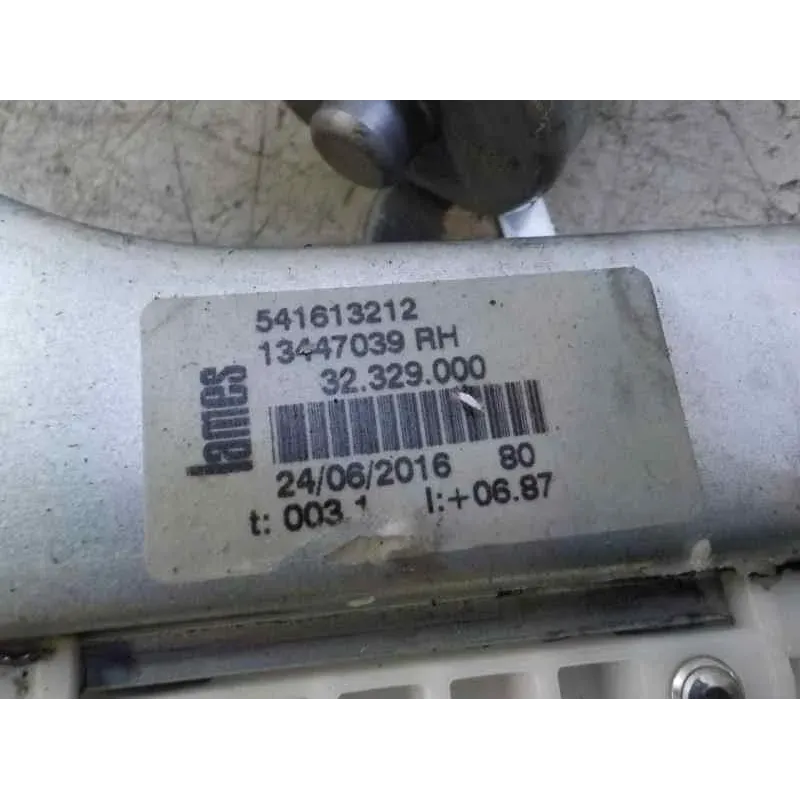 541613212
13447039 RH
32.329.000
lames
24/06/2016 80
t: 003.1 I:+06.87